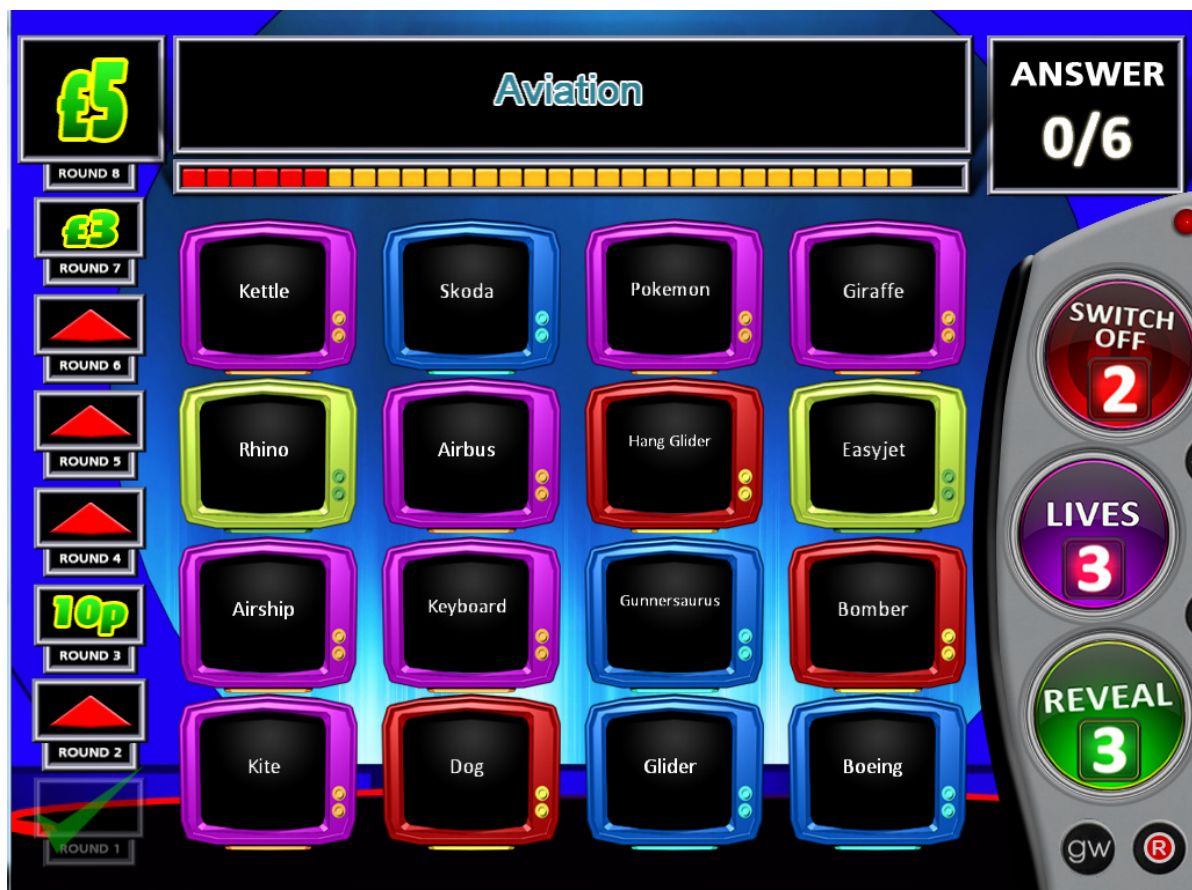 £5
ROUND 8
Aviation
ANSWER
0/6
£3
ROUND 7
ROUND 6
ROUND 5
ROUND 4
10p
ROUND 3
ROUND 2
ROUND 1
Kettle
Skoda
Pokemon
Giraffe
Rhino
Airbus
Hang Glider
Easyjet
Airship
Keyboard
Gunnersaurus
Bomber
Kite
Dog
Glider
Boeing
SWITCH
OFF
2
LIVES
3
REVEAL
3
gw
R